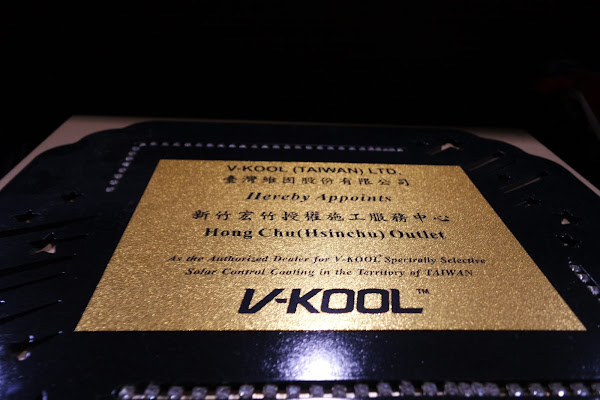 V-KOOL (TAIWAN) LTD.
臺灣維固股份有限公司
Hereby Appoints
新竹宏竹授權施工服務中心
Hong Chu(Hsinchu) Outlet
As the Authorized Dealer for V-KOOL Spectrally Selective
Solar Control Coating in the Territory of TAIWAN
V-KOOL™